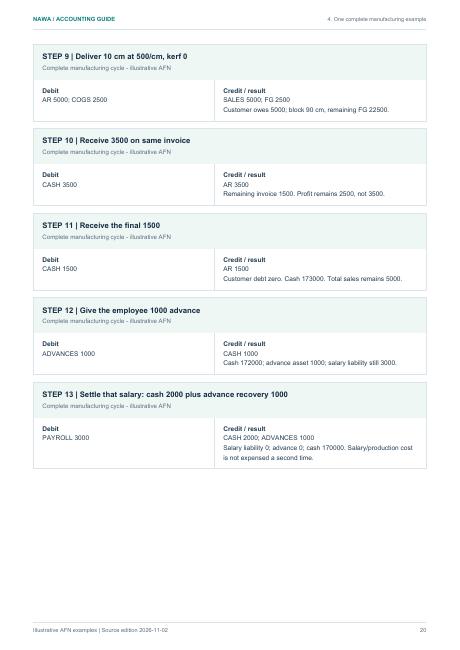 NAWA / ACCOUNTING GUIDE
4. One complete manufacturing example
STEP 9 | Deliver 10 cm at 500/cm, kerf 0
Complete manufacturing cycle - illustrative AFN
Debit
AR 5000; COGS 2500
Credit / result
SALES 5000; FG 2500
Customer owes 5000; block 90 cm, remaining FG 22500.
STEP 10 | Receive 3500 on same invoice
Complete manufacturing cycle - illustrative AFN
Debit
CASH 3500
Credit / result
AR 3500
Remaining invoice 1500. Profit remains 2500, not 3500.
STEP 11 | Receive the final 1500
Complete manufacturing cycle - illustrative AFN
Debit
CASH 1500
Credit / result
AR 1500
Customer debt zero. Cash 173000. Total sales remains 5000.
STEP 12 | Give the employee 1000 advance
Complete manufacturing cycle - illustrative AFN
Debit
ADVANCES 1000
Credit / result
CASH 1000
Cash 172000; advance asset 1000; salary liability still 3000.
STEP 13 | Settle that salary: cash 2000 plus advance recovery 1000
Complete manufacturing cycle - illustrative AFN
Debit
PAYROLL 3000
Credit / result
CASH 2000; ADVANCES 1000
Salary liability 0; advance 0; cash 170000. Salary/production cost
is not expensed a second time.
Illustrative AFN examples | Source edition 2026-11-02
20